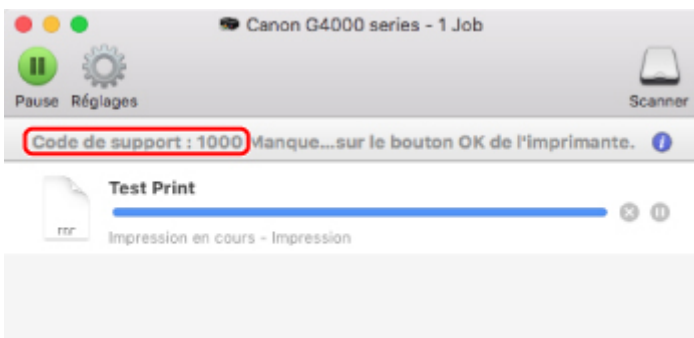 Canon G4000 series - 1 Job
Pause Réglages Scanner
Code de support : 1000 Manque...sur le bouton OK de l'imprimante.
Test Print
Impression en cours - Impression